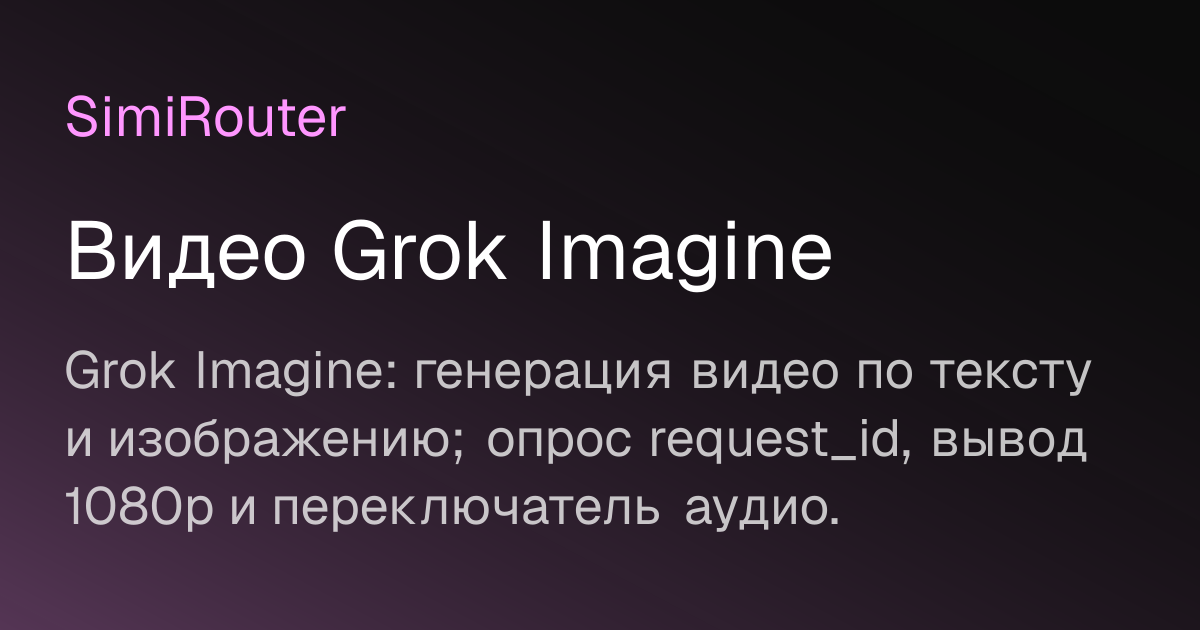 SimiRouter
Видео Grok Imagine
Grok Imagine: генерация видео по тексту
и изображению; опрос request_id, вывод
1080p и переключатель аудио.